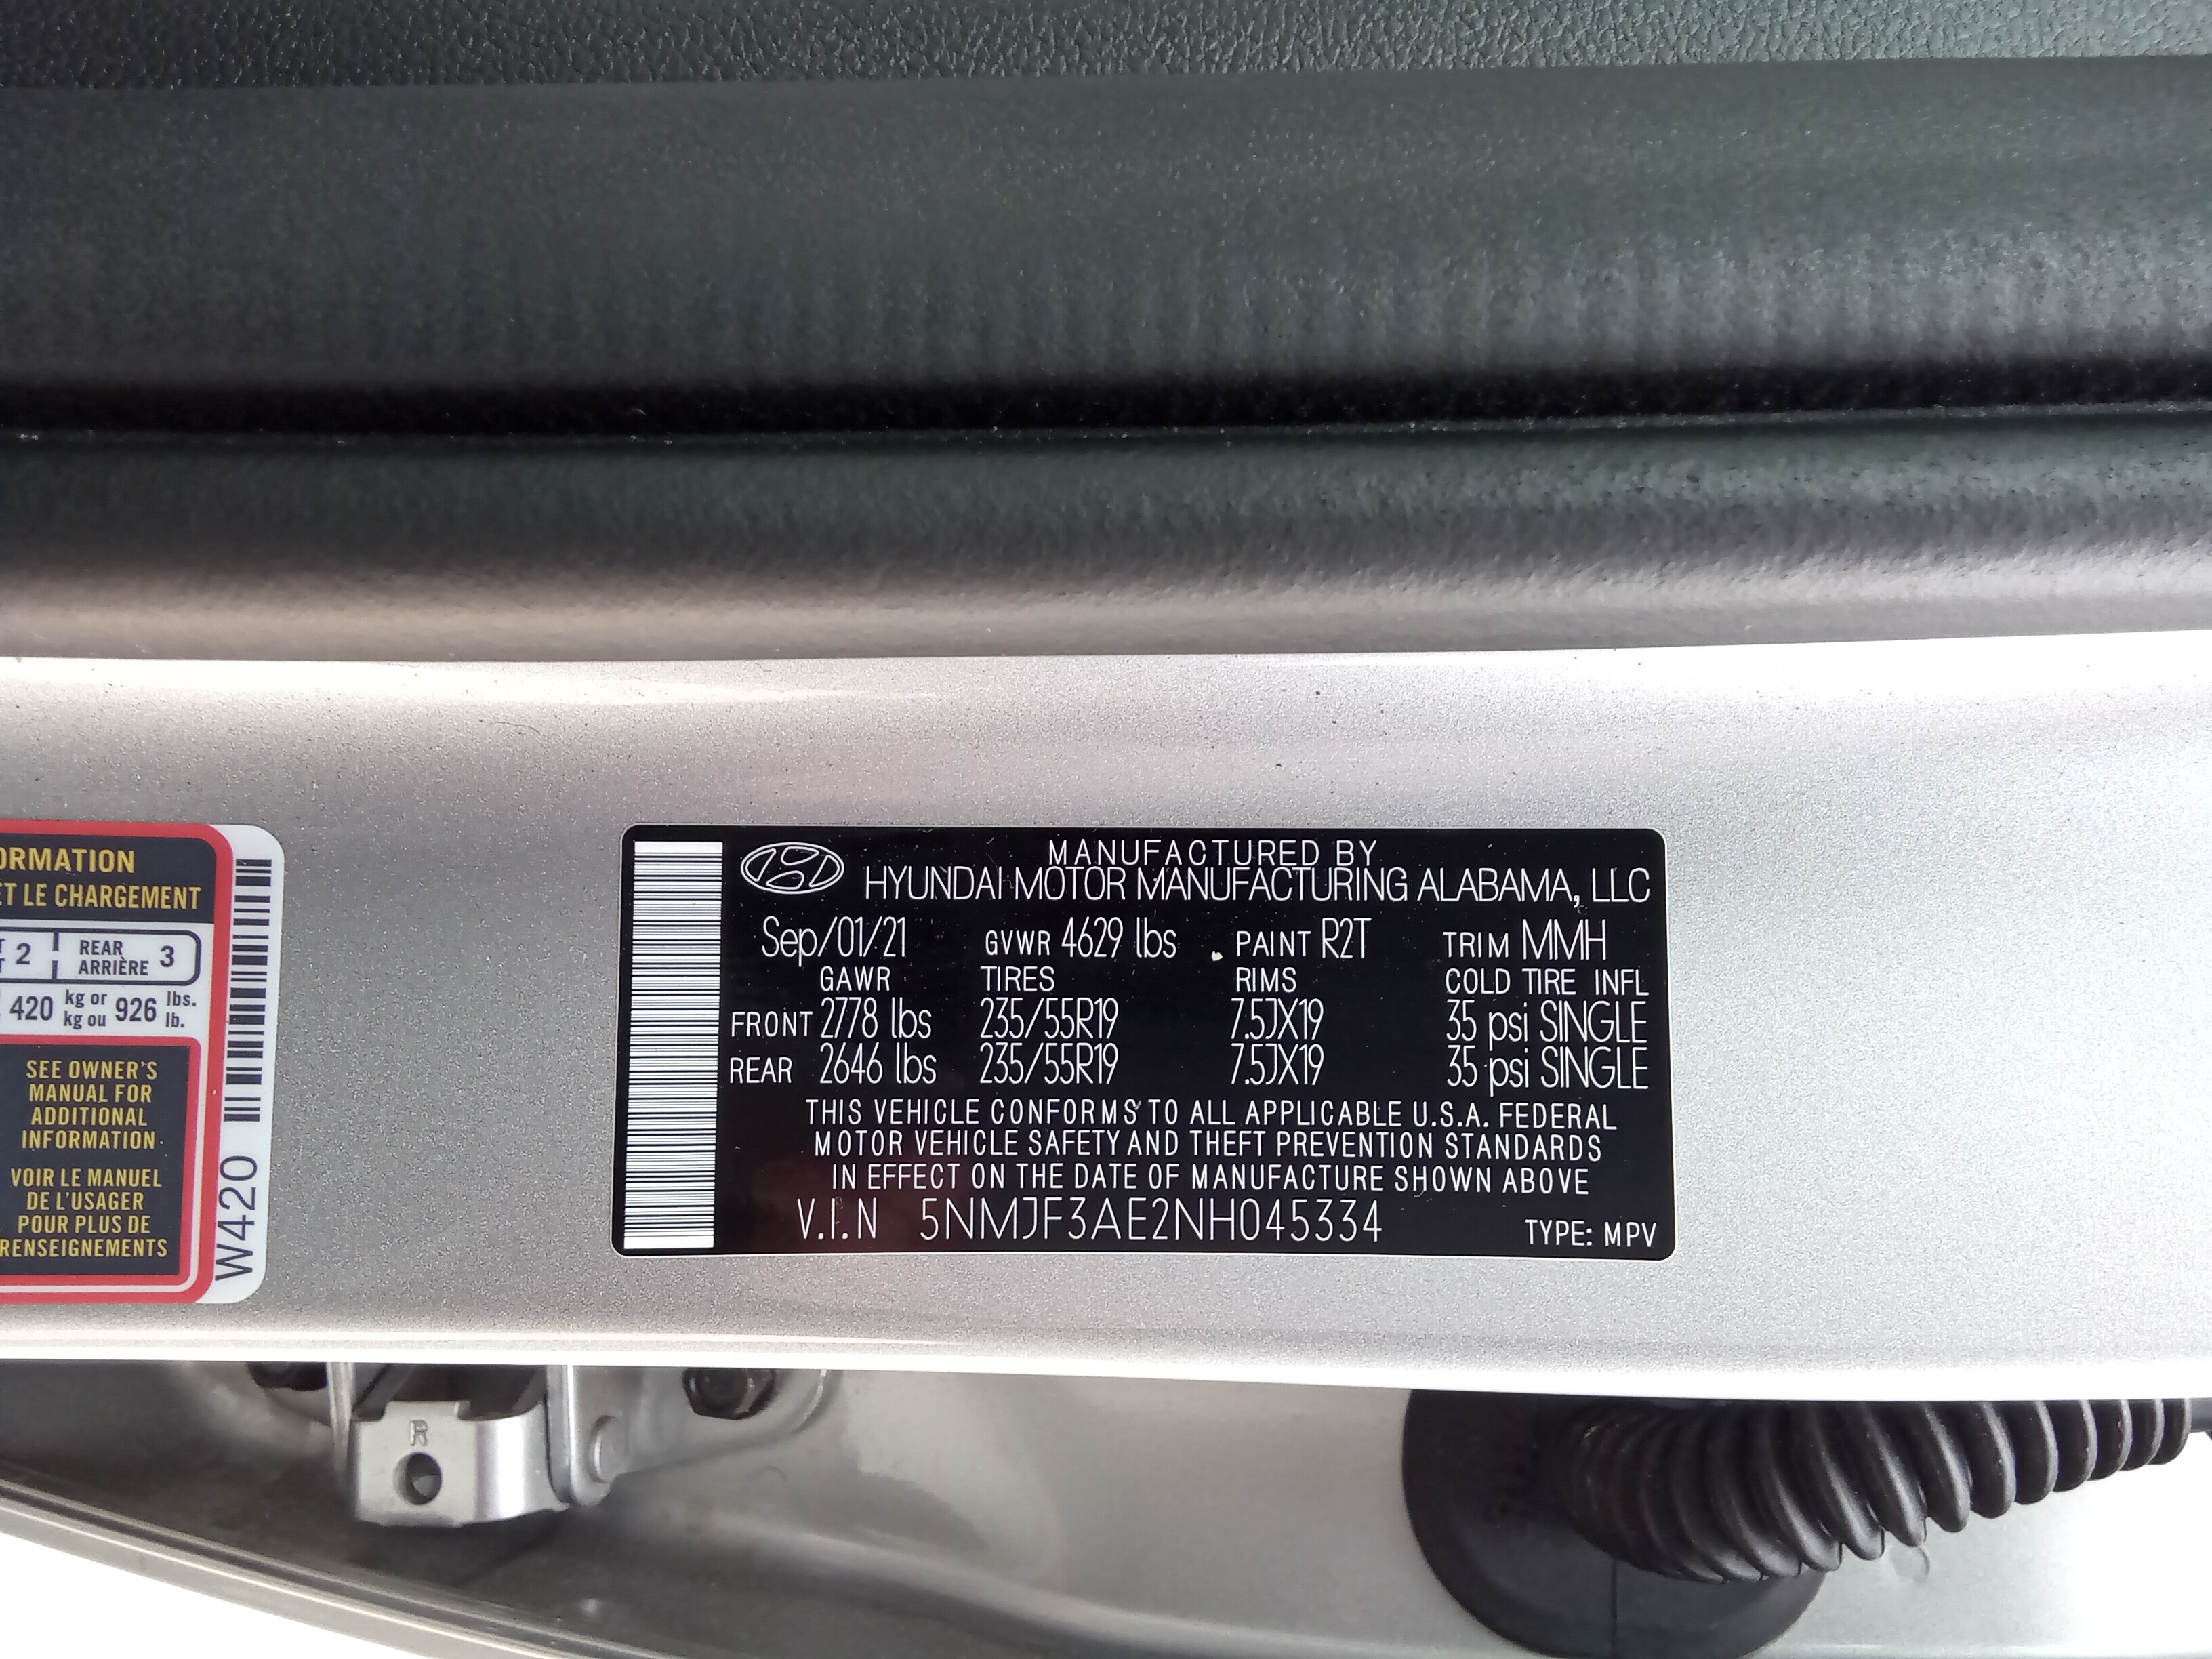 ORMATION
ET LE CHARGEMENT
T 2 REAR 3
T ARRIÈRE
420 kg or 926 lbs.
kg ou lb.
SEE OWNER'S
MANUAL FOR
ADDITIONAL
INFORMATION
VOIR LE MANUEL
DE L'USAGER
POUR PLUS DE
RENSEIGNEMENTS
W420
MANUFACTURED BY
HYUNDAI MOTOR MANUFACTURING ALABAMA, LLC
Sep/01/21 GVWR 4629 lbs PAINT R2T TRIM MMH
GAWR TIRES RIMS COLD TIRE INFL
FRONT 2778 lbs 235/55R19 7.5JX19 35 psi SINGLE
REAR 2646 lbs 235/55R19 7.5JX19 35 psi SINGLE
THIS VEHICLE CONFORMS TO ALL APPLICABLE U.S.A. FEDERAL
MOTOR VEHICLE SAFETY AND THEFT PREVENTION STANDARDS
IN EFFECT ON THE DATE OF MANUFACTURE SHOWN ABOVE
V.I.N 5NMJF3AE2NH045334 TYPE: MPV
R